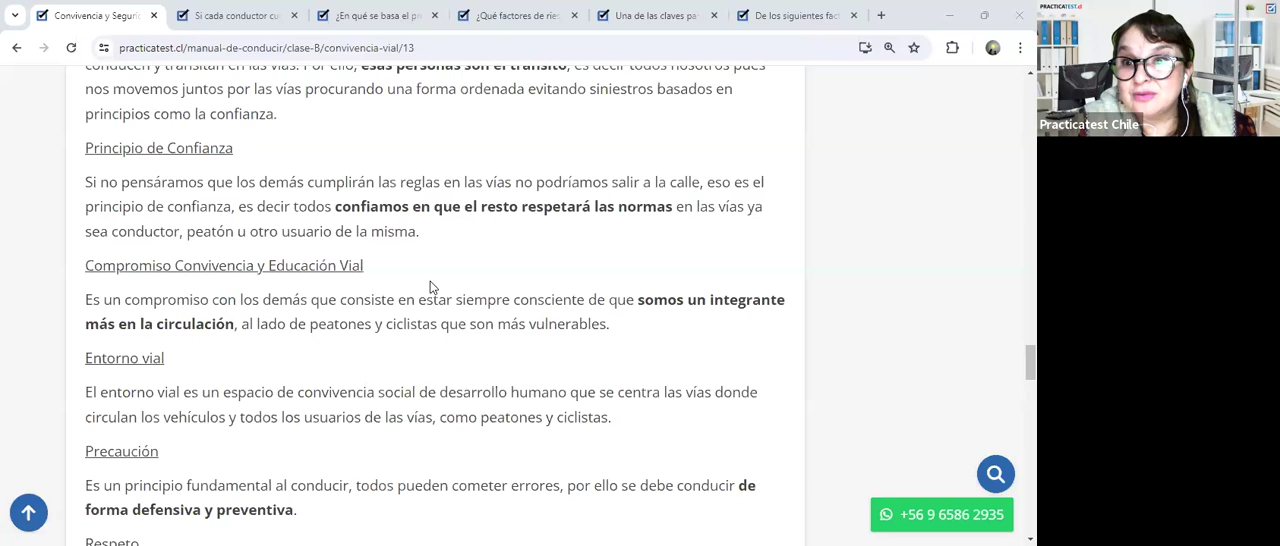 Convivencia y Seguri
Si cada conductor cu
¿En qué se basa el pr
¿Qué factores de rie
Una de las claves pa
De los siguientes fact
practicatest.cl/manual-de-conducir/clase-B/convivencia-vial/13
conducen y transitan en las vías. Por ello, esas personas son el tránsito, es decir todos nosotros pues
nos movemos juntos por las vías procurando una forma ordenada evitando siniestros basados en
principios como la confianza.
Principio de Confianza
Si no pensáramos que los demás cumplirán las reglas en las vías no podríamos salir a la calle, eso es el
principio de confianza, es decir todos confiamos en que el resto respetará las normas en las vías ya
sea conductor, peatón u otro usuario de la misma.
Compromiso Convivencia y Educación Vial
Es un compromiso con los demás que consiste en estar siempre consciente de que somos un integrante
más en la circulación, al lado de peatones y ciclistas que son más vulnerables.
Entorno vial
El entorno vial es un espacio de convivencia social de desarrollo humano que se centra las vías donde
circulan los vehículos y todos los usuarios de las vías, como peatones y ciclistas.
Precaución
Es un principio fundamental al conducir, todos pueden cometer errores, por ello se debe conducir de
forma defensiva y preventiva.
Respeto
+56 9 6586 2935
PRACTICATEST.cl
Practicatest Chile